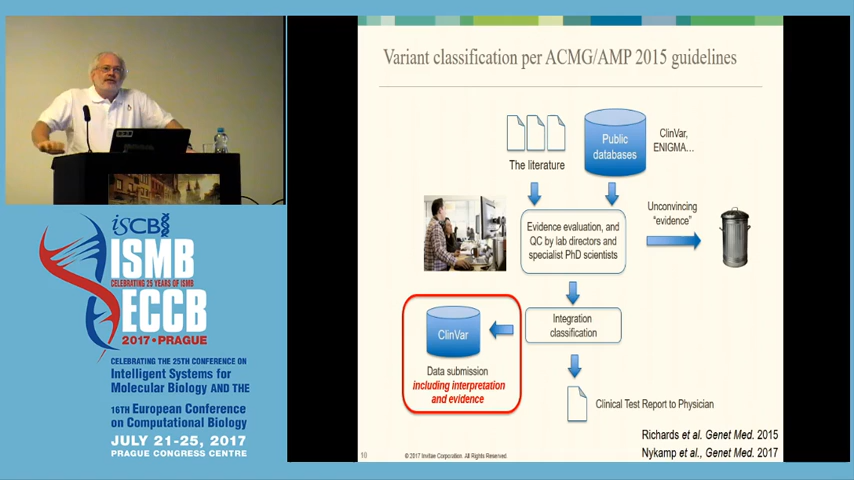 Variant classification per ACMG/AMP 2015 guidelines
The literature
Public
databases
ClinVar,
ENIGMA...
Evidence evaluation, and
QC by lab directors and
specialist PhD scientists
Unconvincing
"evidence"
Integration
classification
ClinVar
Data submission
including interpretation
and evidence
Clinical Test Report to Physician
Richards et al. Genet Med. 2015
Nykamp et al., Genet Med. 2017
10
© 2017 Invitae Corporation. All Rights Reserved.
iSCB
ISMB
CELEBRATING 25 YEARS OF ISMB
ECCB
2017 • PRAGUE
CELEBRATING THE 25TH CONFERENCE ON
Intelligent Systems for
Molecular Biology AND THE
16TH European Conference
on Computational Biology
JULY 21-25, 2017
PRAGUE CONGRESS CENTRE